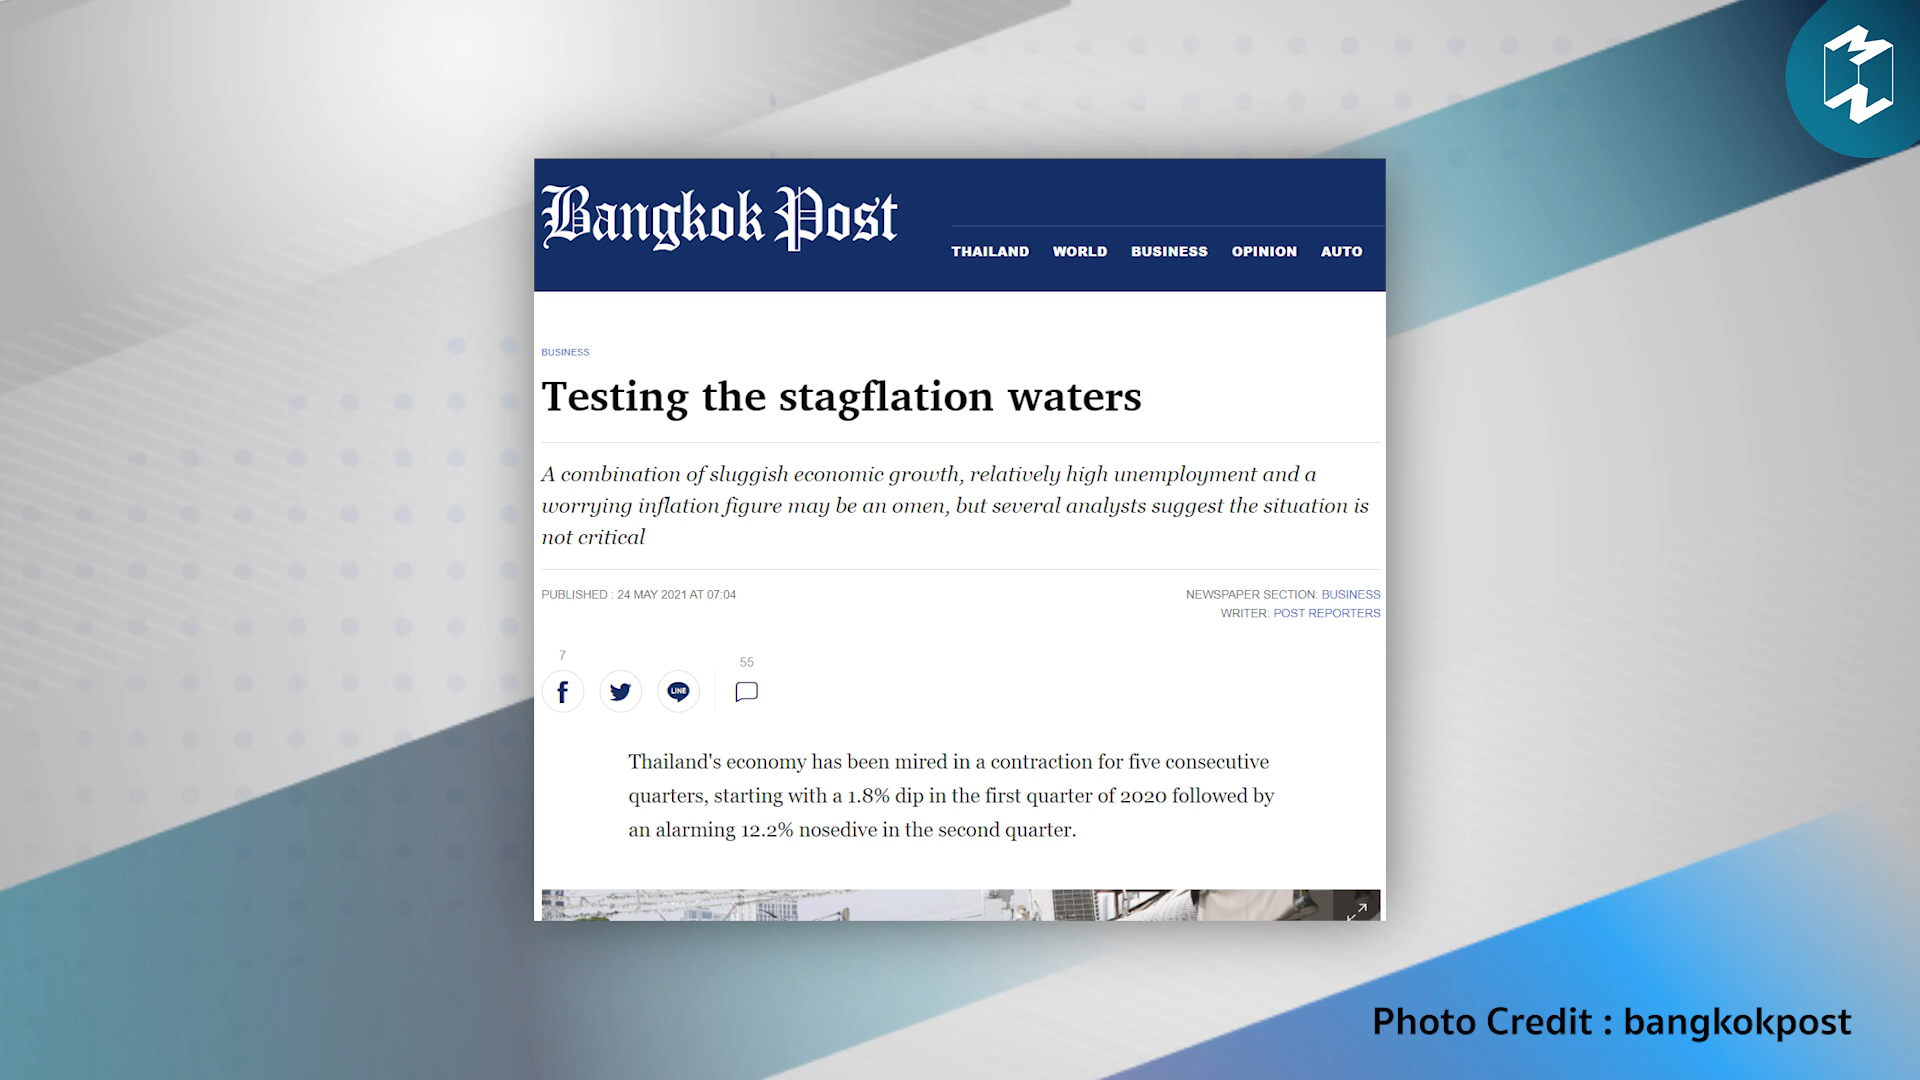 Bangkok Post
THAILAND WORLD BUSINESS OPINION AUTO
BUSINESS
Testing the stagflation waters
A combination of sluggish economic growth, relatively high unemployment and a
worrying inflation figure may be an omen, but several analysts suggest the situation is
not critical
PUBLISHED : 24 MAY 2021 AT 07:04
NEWSPAPER SECTION: BUSINESS
WRITER: POST REPORTERS
7
55
LINE
Thailand's economy has been mired in a contraction for five consecutive
quarters, starting with a 1.8% dip in the first quarter of 2020 followed by
an alarming 12.2% nosedive in the second quarter.
Photo Credit : bangkokpost